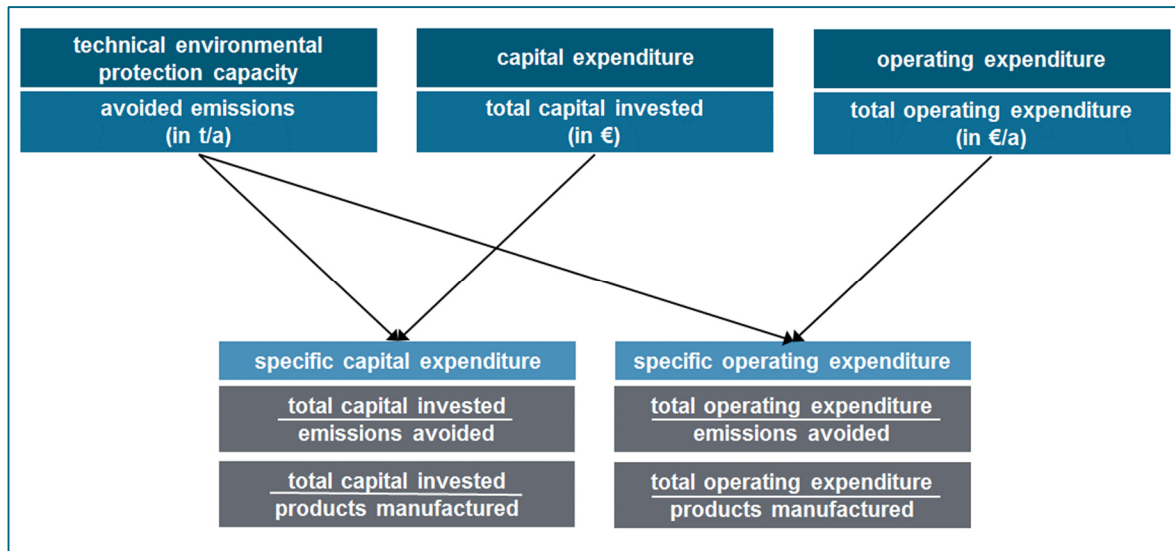 technical environmental
protection capacity
avoided emissions
(in t/a)
capital expenditure
total capital invested
(in €)
operating expenditure
total operating expenditure
(in €/a)
specific capital expenditure
total capital invested
emissions avoided
total capital invested
products manufactured
specific operating expenditure
total operating expenditure
emissions avoided
total operating expenditure
products manufactured